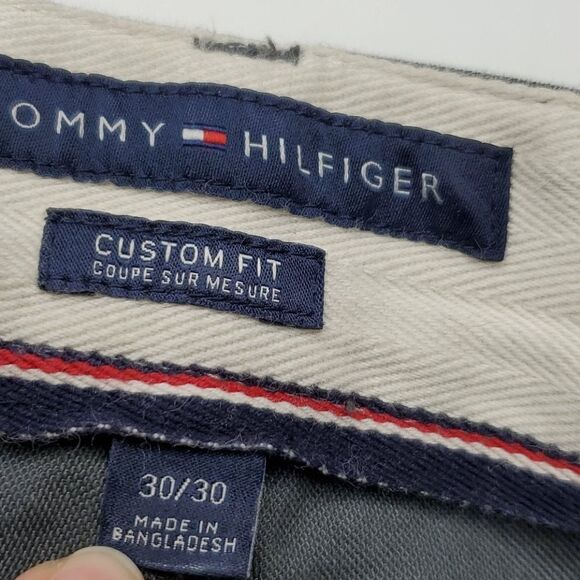 OMMY HILFIGER
CUSTOM FIT
COUPE SUR MESURE
30/30
MADE IN
BANGLADESH